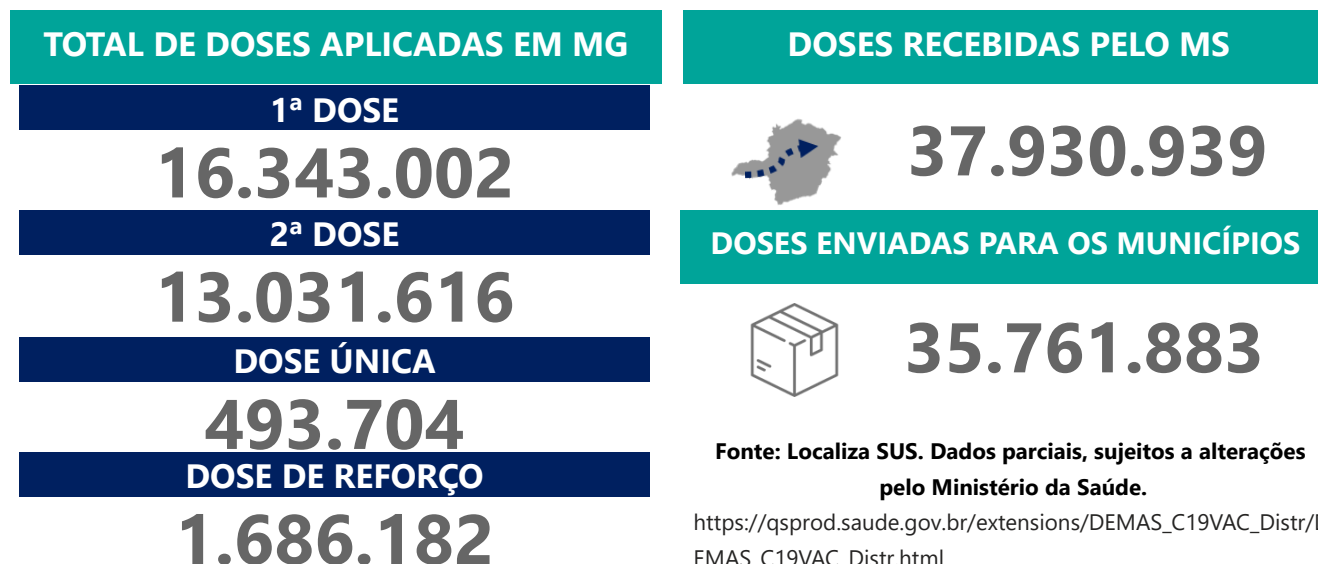 TOTAL DE DOSES APLICADAS EM MG
1ª DOSE
16.343.002
2ª DOSE
13.031.616
DOSE ÚNICA
493.704
DOSE DE REFORÇO
1.686.182
DOSES RECEBIDAS PELO MS
37.930.939
DOSES ENVIADAS PARA OS MUNICÍPIOS
35.761.883
Fonte: Localiza SUS. Dados parciais, sujeitos a alterações
pelo Ministério da Saúde.
https://qsprod.saude.gov.br/extensions/DEMAS_C19VAC_Distr/
EMAS_C19VAC_Distr.html